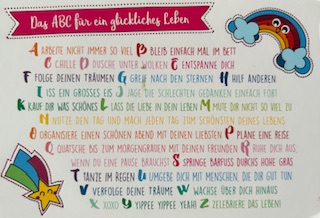 Das ABC für ein glückliches Leben
ARBEITE NICHT IMMER SO VIEL BLEIB EINFACH MAL IM BETT
CHILLE DUSCHE UNTER WOLKEN ENTSPANNE DICH
FOLGE DEINEN TRÄUMEN GREIF NACH DEN STERNEN HILF ANDEREN
ISS EIN GROSSES EIS JAGE DIE SCHLECHTEN GEDANKEN EINFACH FORT
KAUF DIR WAS SCHÖNES LASS DIE LIEBE IN DEIN LEBEN MUTE DIR NICHT SO VIEL ZU
NUTZE DEN TAG UND MACH JEDEN TAG ZUM SCHÖNSTEN DEINES LEBENS
ORGANISIERE EINEN SCHÖNEN ABEND MIT DEINEN LIEBSTEN PLANE EINE REISE
QUATSCHE BIS ZUM MORGENGRAUEN MIT DEINEN FREUNDEN RUHE DICH AUS,
WENN DU EINE PAUSE BRAUCHST SPRINGE BARFUSS DURCHS HOHE GRAS
TANZE IM REGEN UMGEBE DICH MIT MENSCHEN, DIE DIR GUT TUN
VERFOLGE DEINE TRÄUME WACHSE ÜBER DICH HINAUS
XOXO YIPPEE YIPPEE YEAH ZELEBRIERE DAS LEBEN!